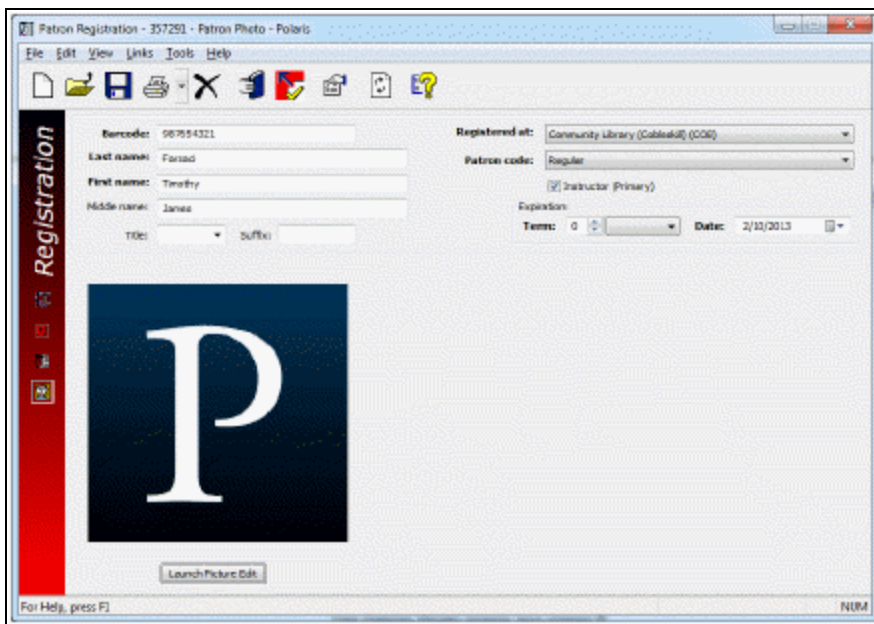 Patron Registration - 357291 - Patron Photo - Polaris
File Edit View Links Tools Help
Registration
Barcode: 987654321
Registered at: Community Library (Cobleskill) (COB)
Last name: Farsad
Patron code: Regular
First name: Timothy
Instructor (Primary)
Middle name: James
Expiration:
Title: Suffix:
Term: 0 Date: 2/10/2013
P
Launch Picture Edit
For Help, press F1 NUM